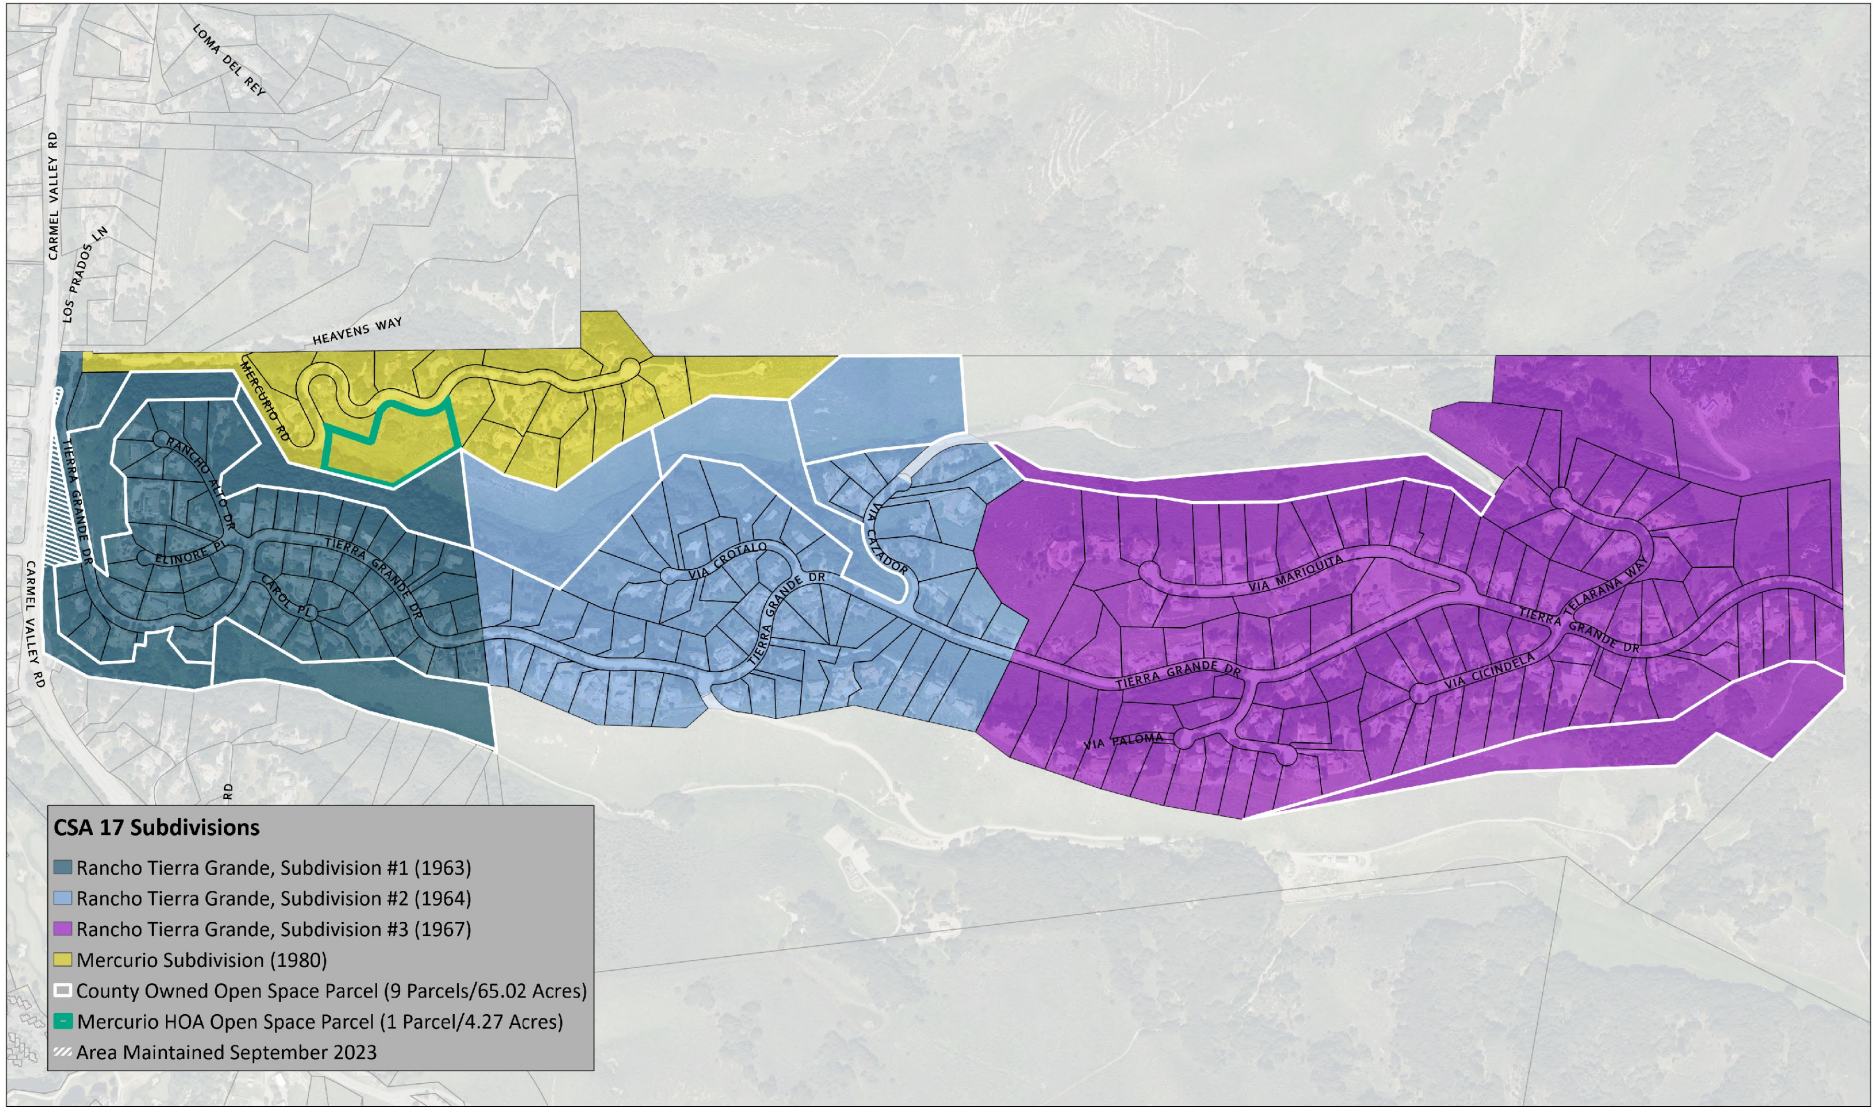 LOMA DEL REY
CARMEL VALLEY RD
LOS PRADOS LN
HEAVENS WAY
MERCURIO RD
RANCHO ALTO DR
TIERRA GRANDE DR
ELINORE PL
TIERRA GRANDE DR
CAROL PL
CARMEL VALLEY RD
VIA CAZADOR
VIA CROTALO
TIERRA GRANDE DR
VIA MARIQUITA
TELARANA WAY
TIERRA GRANDE DR
TIERRA GRANDE DR
VIA CICINDELA
VIA PALOMA
RD
CSA 17 Subdivisions
Rancho Tierra Grande, Subdivision #1 (1963)
Rancho Tierra Grande, Subdivision #2 (1964)
Rancho Tierra Grande, Subdivision #3 (1967)
Mercurio Subdivision (1980)
County Owned Open Space Parcel (9 Parcels/65.02 Acres)
Mercurio HOA Open Space Parcel (1 Parcel/4.27 Acres)
Area Maintained September 2023